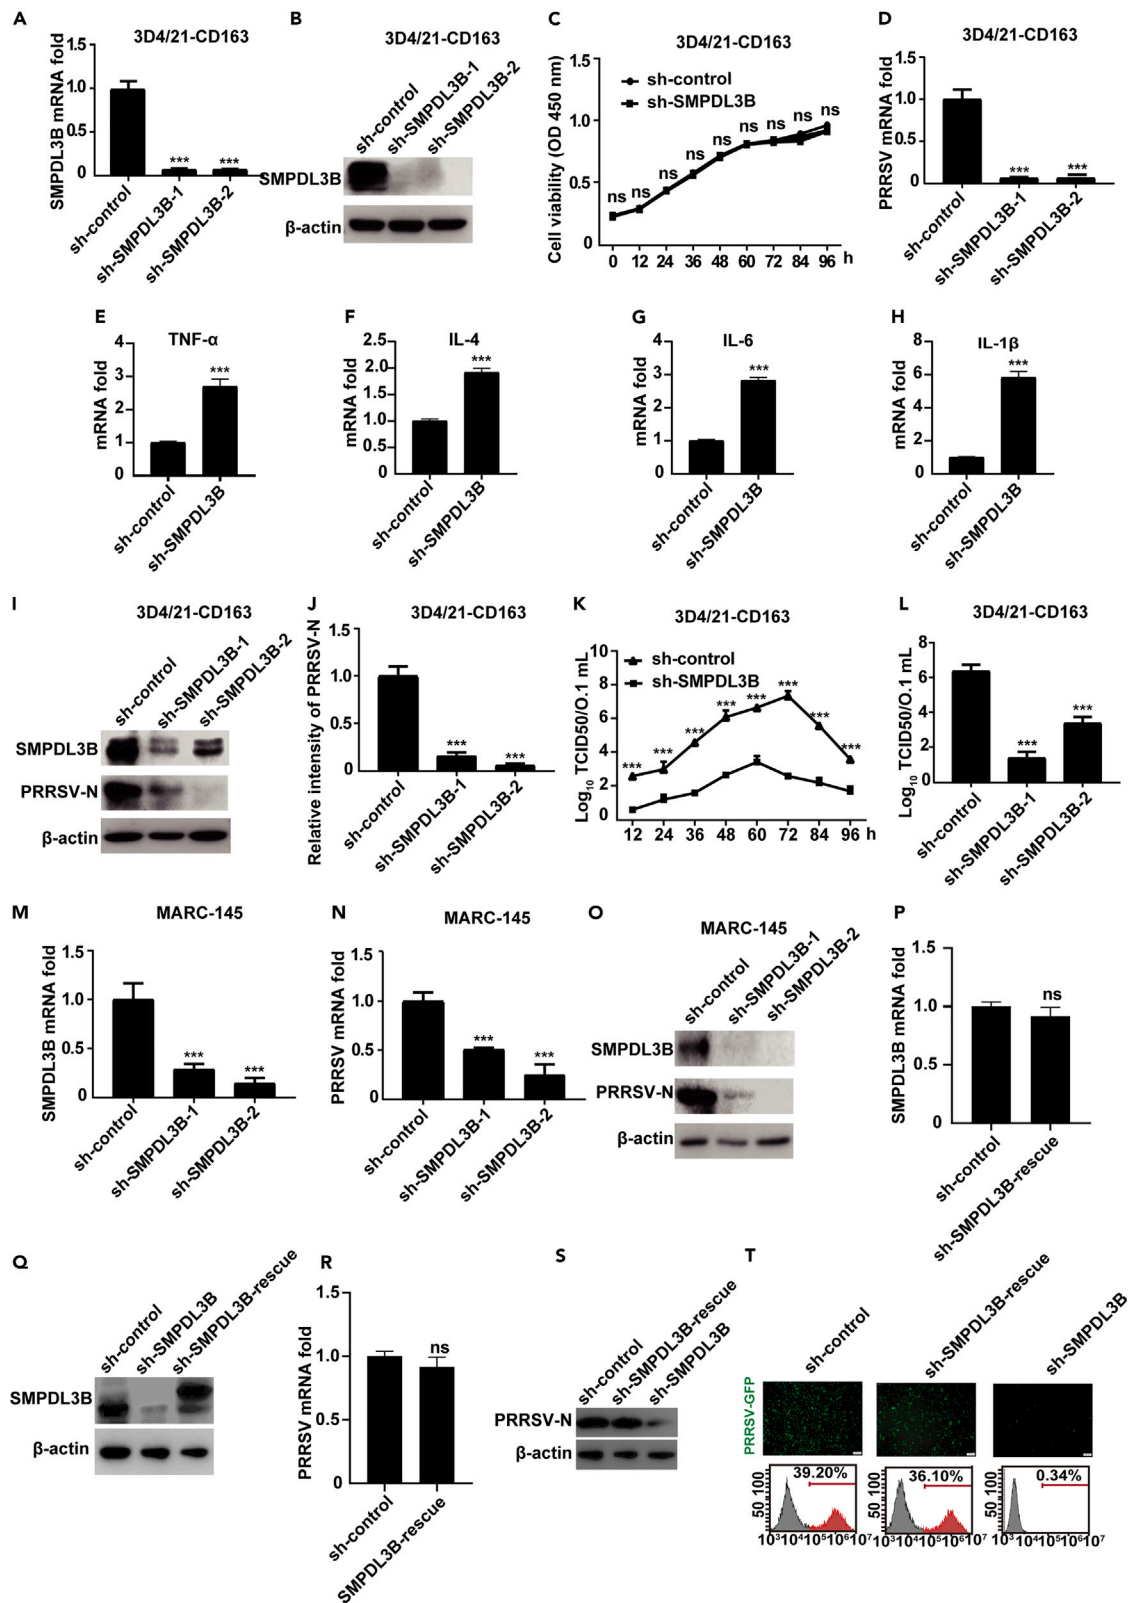 A
3D4/21-CD163
SMPDL3B mRNA fold
1.5
1.0
0.5
0
***
***
sh-control
sh-SMPDL3B-1
sh-SMPDL3B-2
B
3D4/21-CD163
sh-control
sh-SMPDL3B-1
sh-SMPDL3B-2
SMPDL3B
β-actin
C
3D4/21-CD163
Cell viability (OD 450 nm)
1.5
1.0
0.5
0
sh-control
sh-SMPDL3B
ns ns ns ns ns ns ns ns ns
0 12 24 36 48 60 72 84 96 h
D
3D4/21-CD163
PRRSV mRNA fold
1.5
1.0
0.5
0
***
***
sh-control
sh-SMPDL3B-1
sh-SMPDL3B-2
E
TNF-α
mRNA fold
4
3
2
1
0
***
sh-control
sh-SMPDL3B
F
IL-4
mRNA fold
2.5
2.0
1.5
1.0
0.5
0
***
sh-control
sh-SMPDL3B
G
IL-6
mRNA fold
4
3
2
1
0
***
sh-control
sh-SMPDL3B
H
IL-1β
mRNA fold
8
6
4
2
0
***
sh-control
sh-SMPDL3B
I
3D4/21-CD163
sh-control
sh-SMPDL3B-1
sh-SMPDL3B-2
SMPDL3B
PRRSV-N
β-actin
J
3D4/21-CD163
Relative intensity of PRRSV-N
1.5
1.0
0.5
0
***
***
sh-control
sh-SMPDL3B-1
sh-SMPDL3B-2
K
3D4/21-CD163
Log10 TCID50/O.1 mL
10
8
6
4
2
0
sh-control
sh-SMPDL3B
*** *** *** *** *** *** *** ***
12 24 36 48 60 72 84 96 h
L
3D4/21-CD163
Log10 TCID50/O.1 mL
8
6
4
2
0
***
***
sh-control
sh-SMPDL3B-1
sh-SMPDL3B-2
M
MARC-145
SMPDL3B mRNA fold
1.5
1.0
0.5
0
***
***
sh-control
sh-SMPDL3B-1
sh-SMPDL3B-2
N
MARC-145
PRRSV mRNA fold
1.5
1.0
0.5
0
***
***
sh-control
sh-SMPDL3B-1
sh-SMPDL3B-2
O
MARC-145
sh-control
sh-SMPDL3B-1
sh-SMPDL3B-2
SMPDL3B
PRRSV-N
β-actin
P
SMPDL3B mRNA fold
1.5
1.0
0.5
0
ns
sh-control
sh-SMPDL3B-rescue
Q
sh-control
sh-SMPDL3B
sh-SMPDL3B-rescue
SMPDL3B
β-actin
R
PRRSV mRNA fold
1.5
1.0
0.5
0
ns
sh-control
SMPDL3B-rescue
S
sh-control
sh-SMPDL3B-rescue
sh-SMPDL3B
PRRSV-N
β-actin
T
sh-control
sh-SMPDL3B-rescue
sh-SMPDL3B
PRRSV-GFP
39.20%
100
50
10³10⁴10⁵10⁶10⁷
36.10%
100
50
10³10⁴10⁵10⁶10⁷
0.34%
100
50
10³10⁴10⁵10⁶10⁷